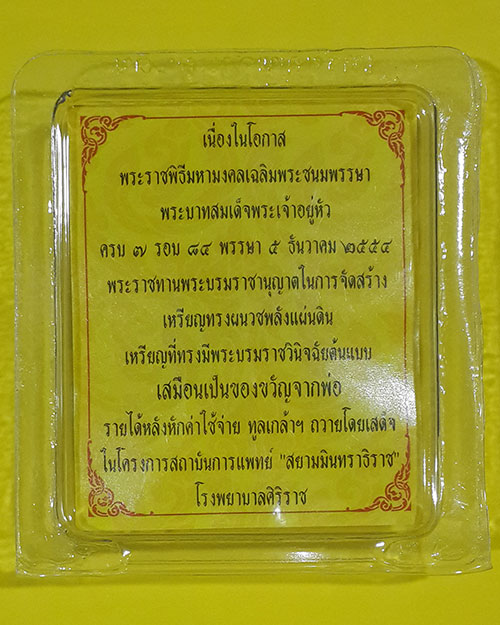 เนื่องในโอกาส
พระราชพิธีมหามงคลเฉลิมพระชนมพรรษา
พระบาทสมเด็จพระเจ้าอยู่หัว
ครบ ๗ รอบ ๘๔ พรรษา ๕ ธันวาคม ๒๕๕๔
พระราชทานพระบรมราชานุญาตในการจัดสร้าง
เหรียญทรงผนวชพลังแผ่นดิน
เหรียญที่ทรงมีพระบรมราชวินิจฉัยต้นแบบ
เสมือนเป็นของขวัญจากพ่อ
รายได้หลังหักค่าใช้จ่าย ทูลเกล้าฯ ถวายโดยเสด็จ
ในโครงการสถาบันการแพทย์ "สยามมินทราธิราช"
โรงพยาบาลศิริราช